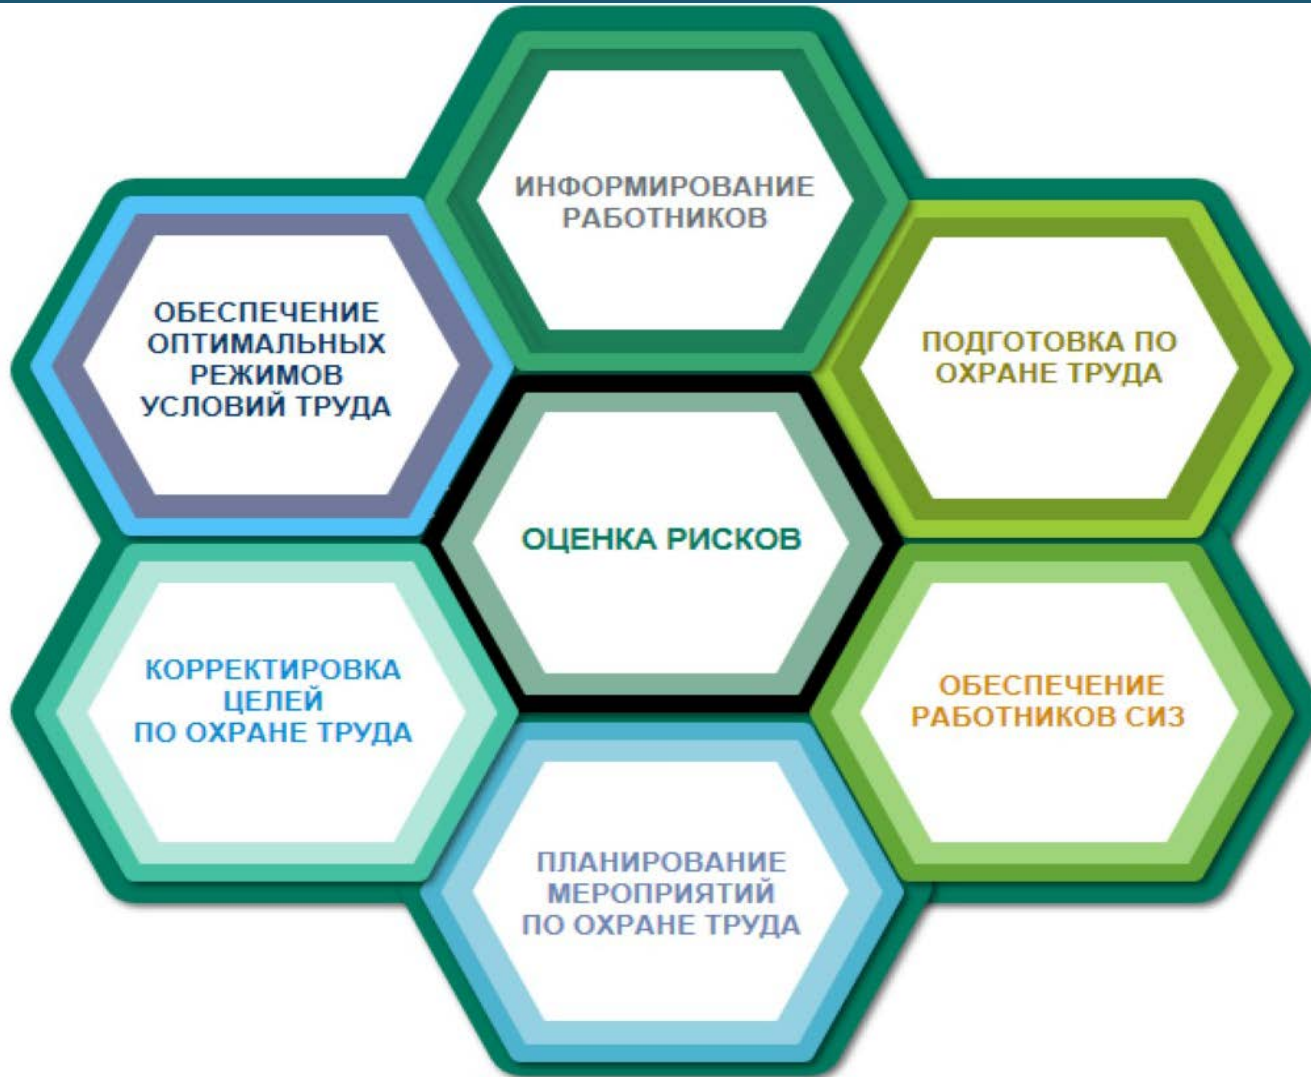 ИНФОРМИРОВАНИЕ
РАБОТНИКОВ
ОБЕСПЕЧЕНИЕ
ОПТИМАЛЬНЫХ
РЕЖИМОВ
УСЛОВИЙ ТРУДА
ПОДГОТОВКА ПО
ОХРАНЕ ТРУДА
ОЦЕНКА РИСКОВ
КОРРЕКТИРОВКА
ЦЕЛЕЙ
ПО ОХРАНЕ ТРУДА
ОБЕСПЕЧЕНИЕ
РАБОТНИКОВ СИЗ
ПЛАНИРОВАНИЕ
МЕРОПРИЯТИЙ
ПО ОХРАНЕ ТРУДА